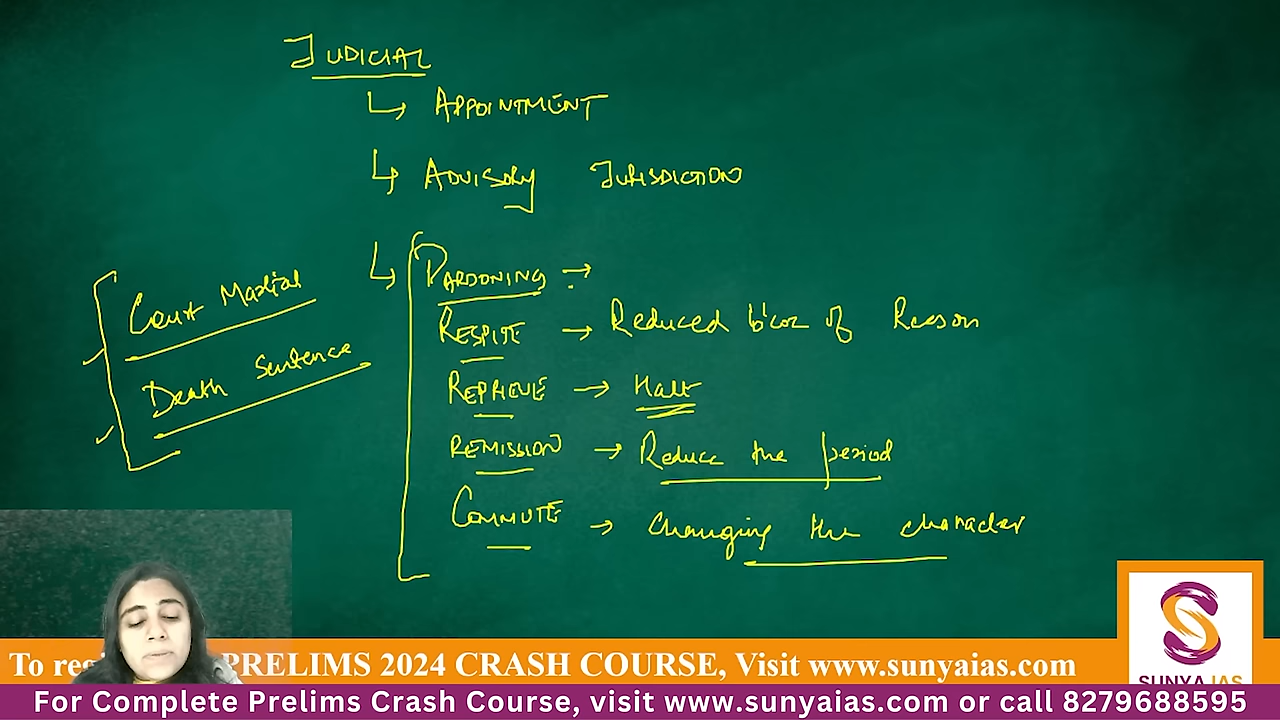 JUDICIAL
↳ APPOINTMENT
↳ ADVISORY JURISDICTION
↳ PARDONING →
RESPITE → Reduced b'coz of Reason
REPRIEVE → Halt
REMISSION → Reduce the period
COMMUTE → Changing the character
Court Martial
Death Sentence
To reg PRELIMS 2024 CRASH COURSE, Visit www.sunyaias.com
SUNYA IAS
For Complete Prelims Crash Course, visit www.sunyaias.com or call 8279688595